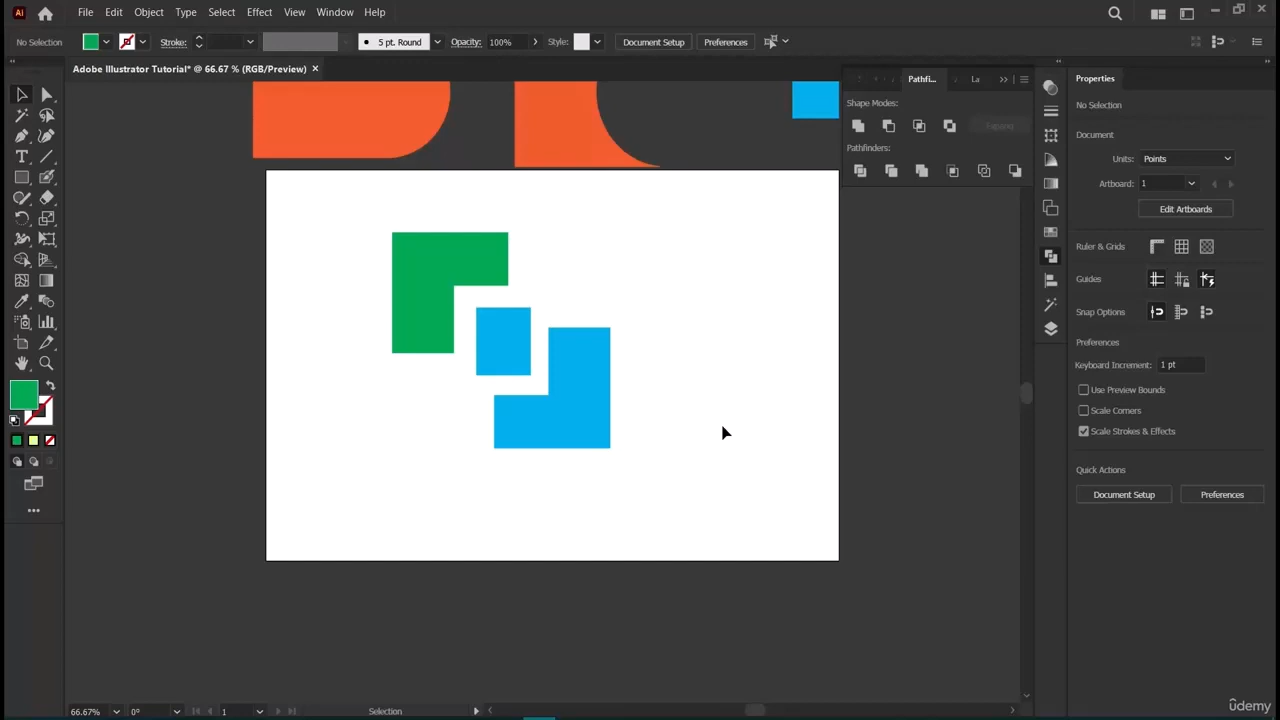 Ai File Edit Object Type Select Effect View Window Help
No Selection Stroke: 5 pt. Round Opacity: 100% Style: Document Setup Preferences
Adobe Illustrator Tutorial* @ 66.67 % (RGB/Preview)
Pathfi... La
Shape Modes:
Expand
Pathfinders:
Properties
No Selection
Document
Units: Points
Artboard: 1
Edit Artboards
Ruler & Grids
Guides
Snap Options
Preferences
Keyboard Increment: 1 pt
Use Preview Bounds
Scale Corners
Scale Strokes & Effects
Quick Actions
Document Setup Preferences
66.67% 0° 1 Selection
udemy